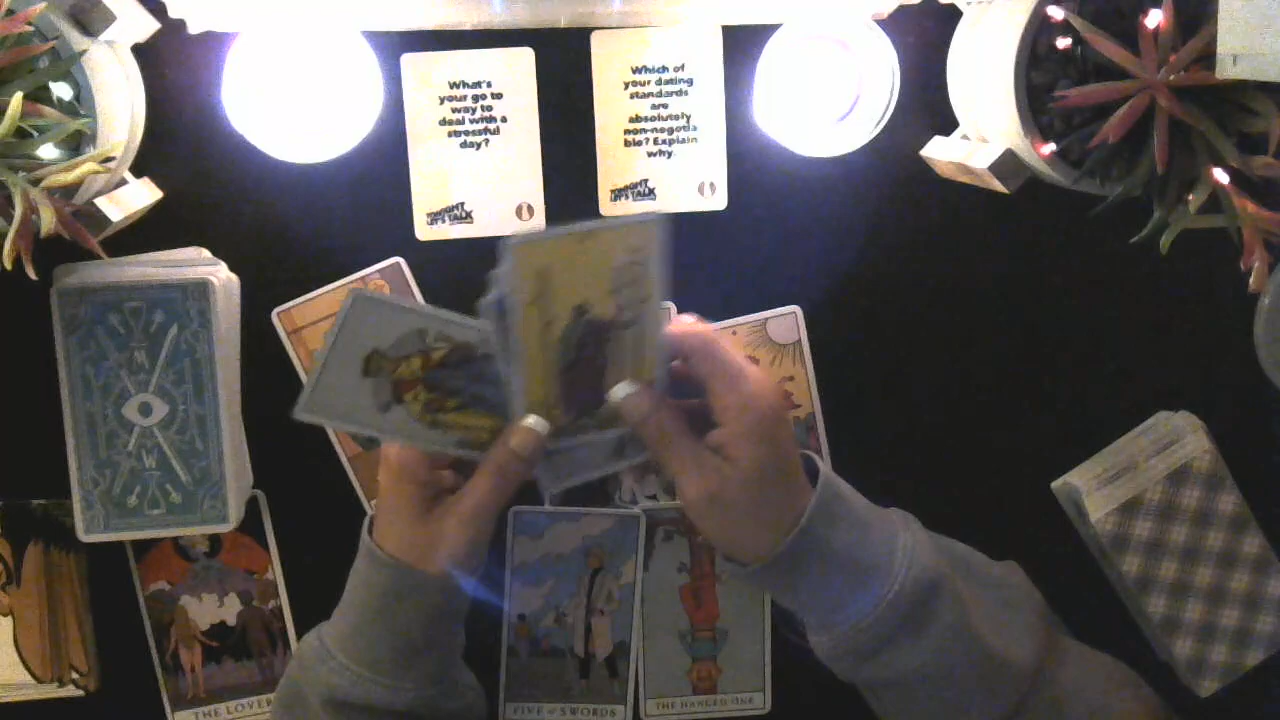 What's
your go to
way to
deal with a
stressful
day?
TONIGHT
LET'S TALK
Which of
your dating
standards
are
absolutely
non-negotia
ble? Explain
why.
TONIGHT
LET'S TALK
THE LOVER
FIVE of SWORDS
THE HANGED ONE